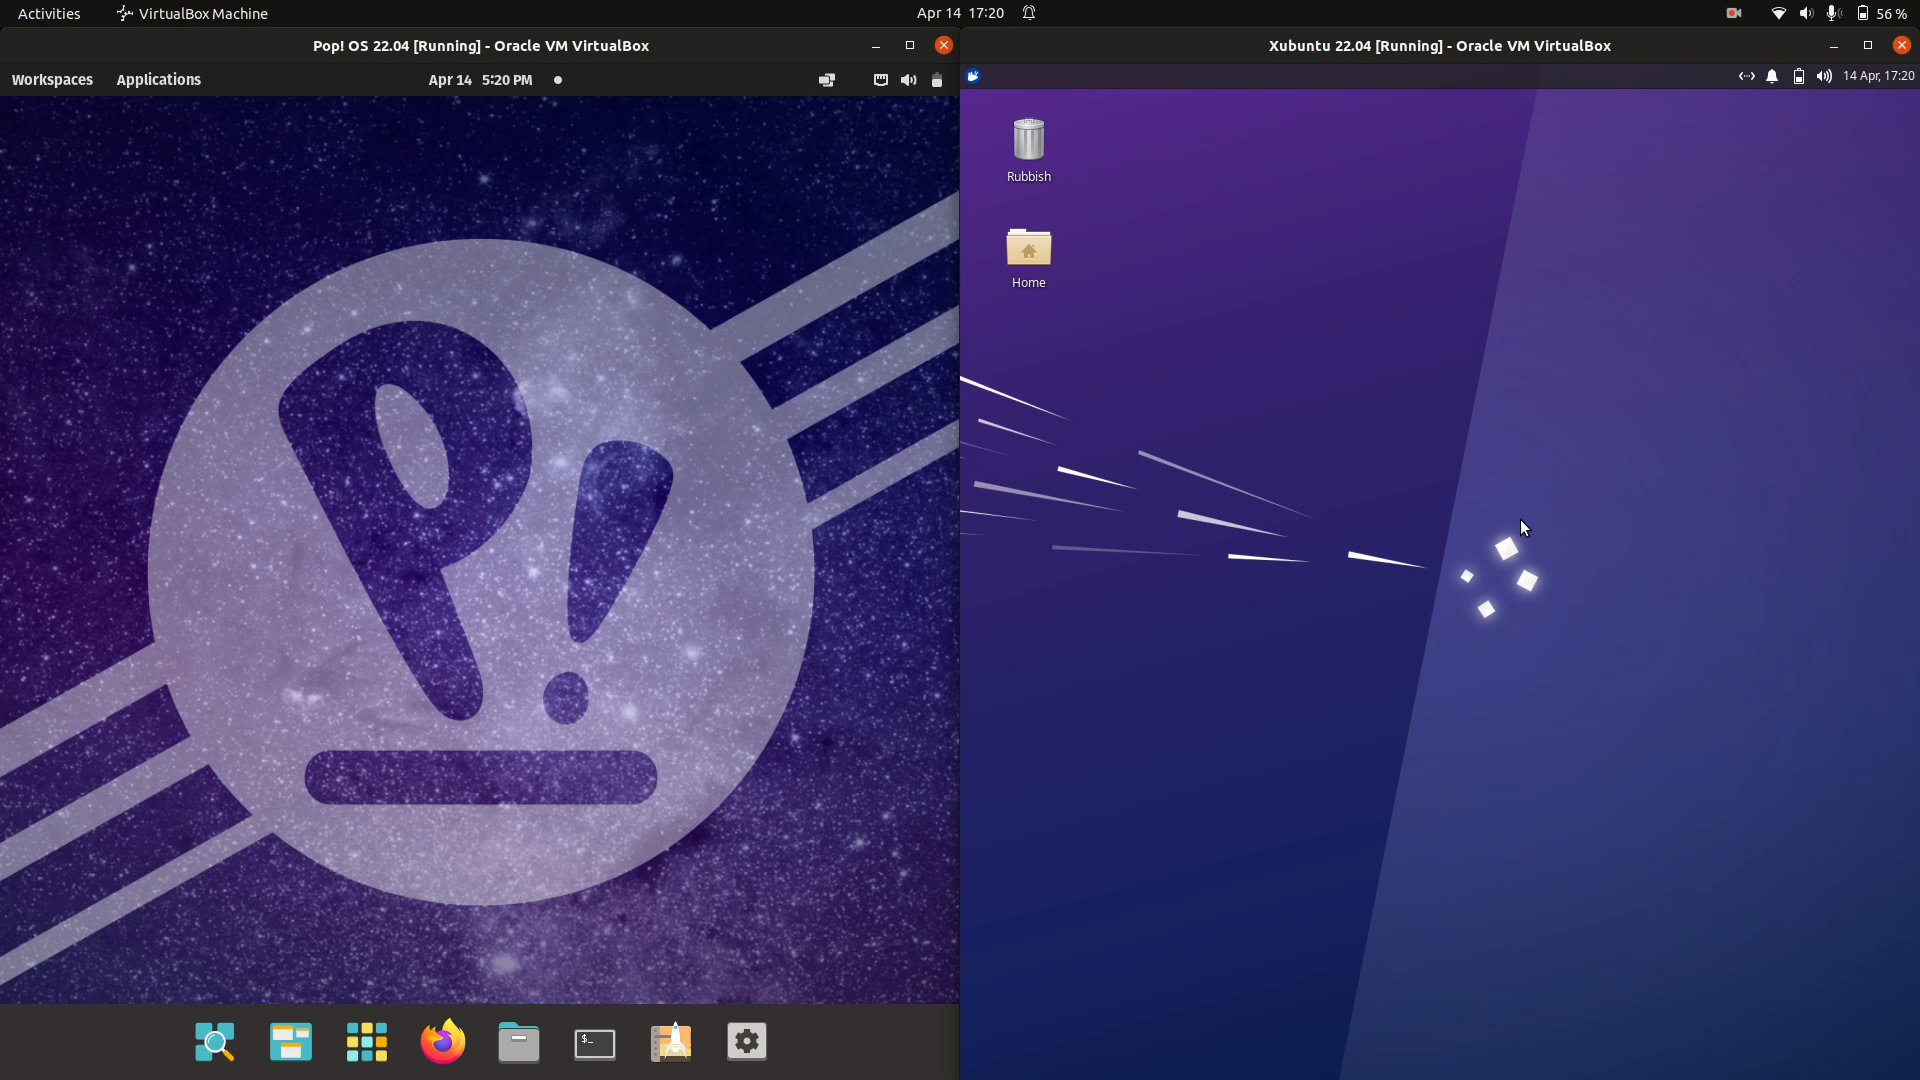 Activities VirtualBox Machine Apr 14 17:20 56 %
Pop! OS 22.04 [Running] - Oracle VM VirtualBox
Xubuntu 22.04 [Running] - Oracle VM VirtualBox
Workspaces Applications Apr 14 5:20 PM
14 Apr, 17:20
Rubbish
Home
P!
$_